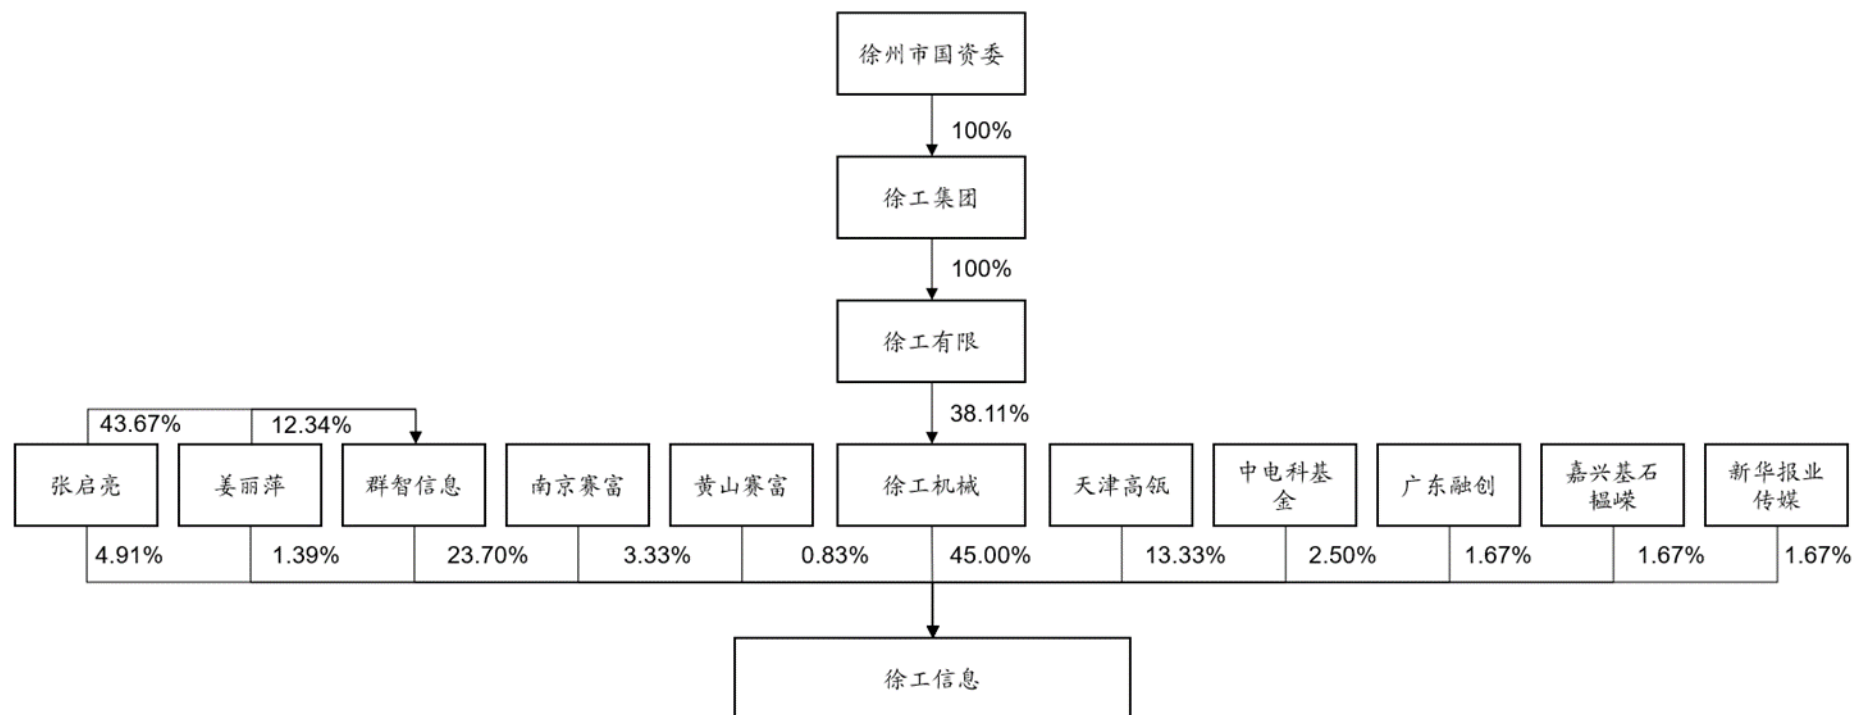 徐州市国资委
100%
徐工集团
100%
徐工有限
38.11%
43.67%
12.34%
张启亮
姜丽萍
群智信息
南京赛富
黄山赛富
徐工机械
天津高瓴
中电科基
金
广东融创
嘉兴基石
韫嵘
新华报业
传媒
4.91%
1.39%
23.70%
3.33%
0.83%
45.00%
13.33%
2.50%
1.67%
1.67%
1.67%
徐工信息